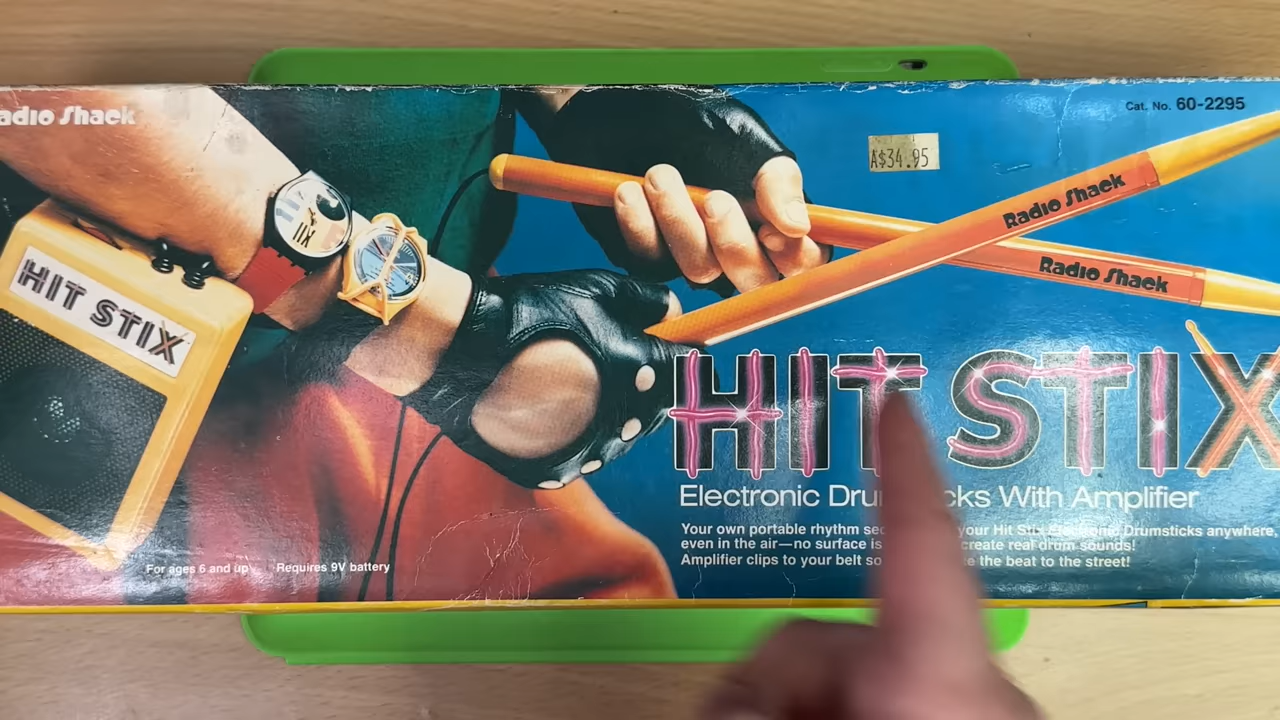 adio Shack
Cat. No. 60-2295
A$34.95
Radio Shack
Radio Shack
HIT STIX
HIT STIX
Electronic Dru cks With Amplifier
Your own portable rhythm sec your Hit Stix Electronic Drumsticks anywhere,
even in the air—no surface is create real drum sounds!
Amplifier clips to your belt so e the beat to the street!
For ages 6 and up Requires 9V battery
XII